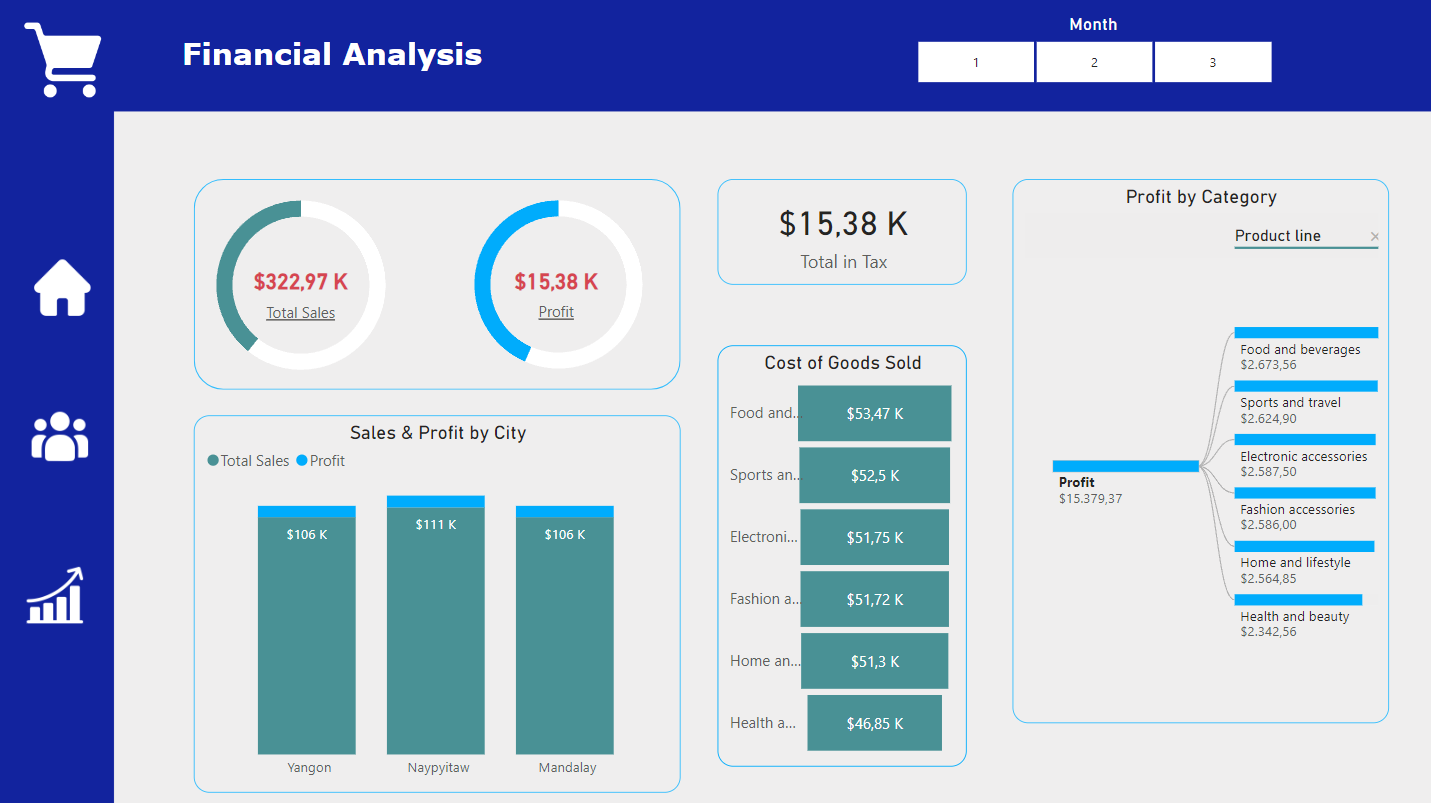 Financial Analysis
Month
1 2 3
$322,97 K
Total Sales
$15,38 K
Profit
$15,38 K
Total in Tax
Sales & Profit by City
Total Sales Profit
$106 K
$111 K
$106 K
Yangon
Naypyitaw
Mandalay
Cost of Goods Sold
Food and... $53,47 K
Sports an... $52,5 K
Electroni... $51,75 K
Fashion a... $51,72 K
Home an... $51,3 K
Health a... $46,85 K
Profit by Category
Product line ×
Profit
$15.379,37
Food and beverages
$2.673,56
Sports and travel
$2.624,90
Electronic accessories
$2.587,50
Fashion accessories
$2.586,00
Home and lifestyle
$2.564,85
Health and beauty
$2.342,56